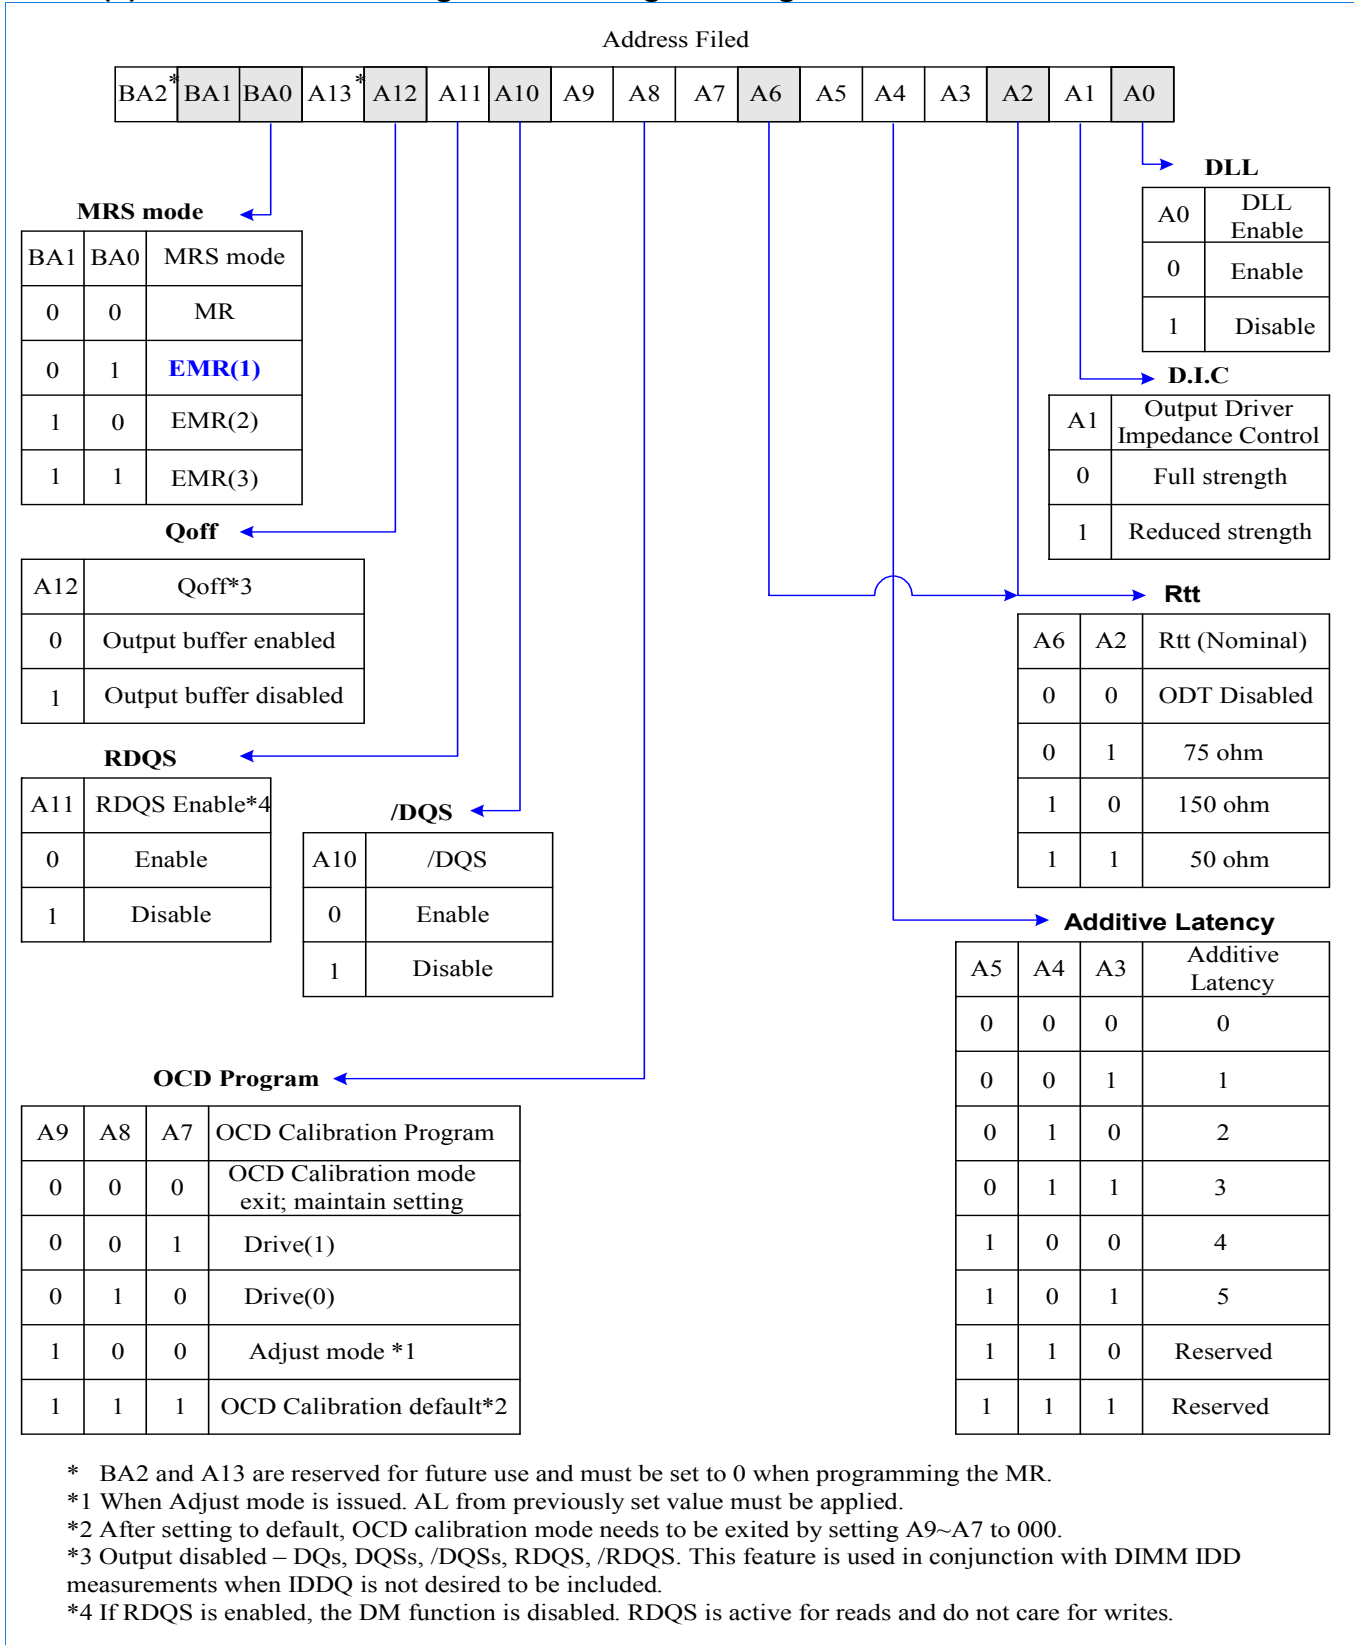 Address Filed
BA2* BA1 BA0 A13* A12 A11 A10 A9 A8 A7 A6 A5 A4 A3 A2 A1 A0
DLL
A0 DLL Enable
0 Enable
1 Disable
MRS mode
BA1 BA0 MRS mode
0 0 MR
0 1 EMR(1)
1 0 EMR(2)
1 1 EMR(3)
D.I.C
A1 Output Driver Impedance Control
0 Full strength
1 Reduced strength
Qoff
A12 Qoff*3
0 Output buffer enabled
1 Output buffer disabled
Rtt
A6 A2 Rtt (Nominal)
0 0 ODT Disabled
0 1 75 ohm
1 0 150 ohm
1 1 50 ohm
RDQS
A11 RDQS Enable*4
0 Enable
1 Disable
/DQS
A10 /DQS
0 Enable
1 Disable
Additive Latency
A5 A4 A3 Additive Latency
0 0 0 0
0 0 1 1
0 1 0 2
0 1 1 3
1 0 0 4
1 0 1 5
1 1 0 Reserved
1 1 1 Reserved
OCD Program
A9 A8 A7 OCD Calibration Program
0 0 0 OCD Calibration mode exit; maintain setting
0 0 1 Drive(1)
0 1 0 Drive(0)
1 0 0 Adjust mode *1
1 1 1 OCD Calibration default*2
* BA2 and A13 are reserved for future use and must be set to 0 when programming the MR.
*1 When Adjust mode is issued. AL from previously set value must be applied.
*2 After setting to default, OCD calibration mode needs to be exited by setting A9~A7 to 000.
*3 Output disabled – DQs, DQSs, /DQSs, RDQS, /RDQS. This feature is used in conjunction with DIMM IDD
measurements when IDDQ is not desired to be included.
*4 If RDQS is enabled, the DM function is disabled. RDQS is active for reads and do not care for writes.